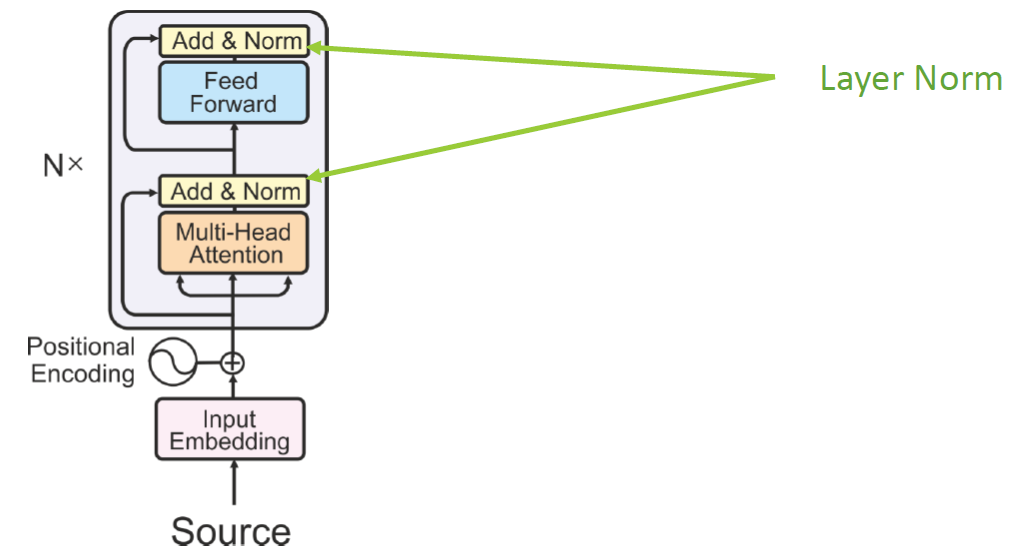 Add & Norm
Feed
Forward
Layer Norm
N×
Add & Norm
Multi-Head
Attention
Positional
Encoding
Input
Embedding
Source